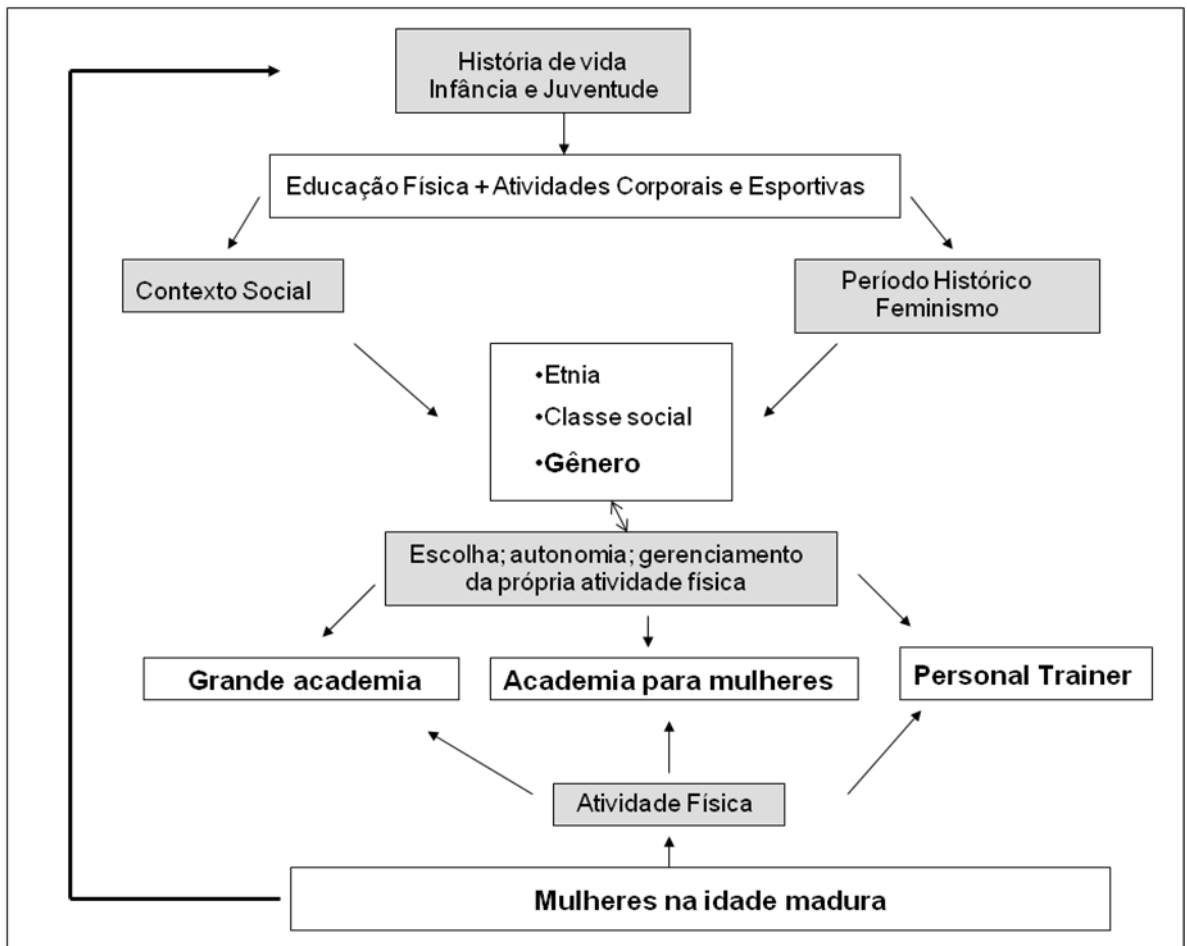 História de vida
Infância e Juventude
Educação Física + Atividades Corporais e Esportivas
Contexto Social
Período Histórico
Feminismo
•Etnia
•Classe social
•Gênero
Escolha; autonomia; gerenciamento
da própria atividade física
Grande academia
Academia para mulheres
Personal Trainer
Atividade Física
Mulheres na idade madura